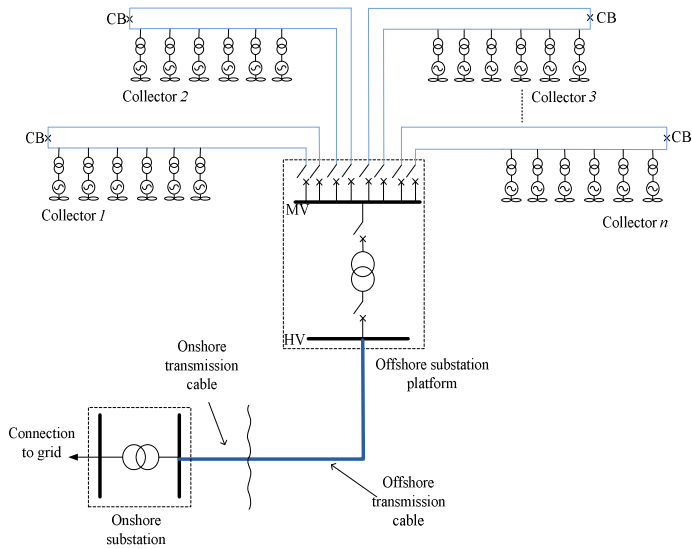 CB
CB
Collector 2
Collector 3
CB
CB
Collector 1
Collector n
MV
HV
Onshore
transmission
cable
Offshore substation
platform
Connection
to grid
Offshore
transmission
cable
Onshore
substation